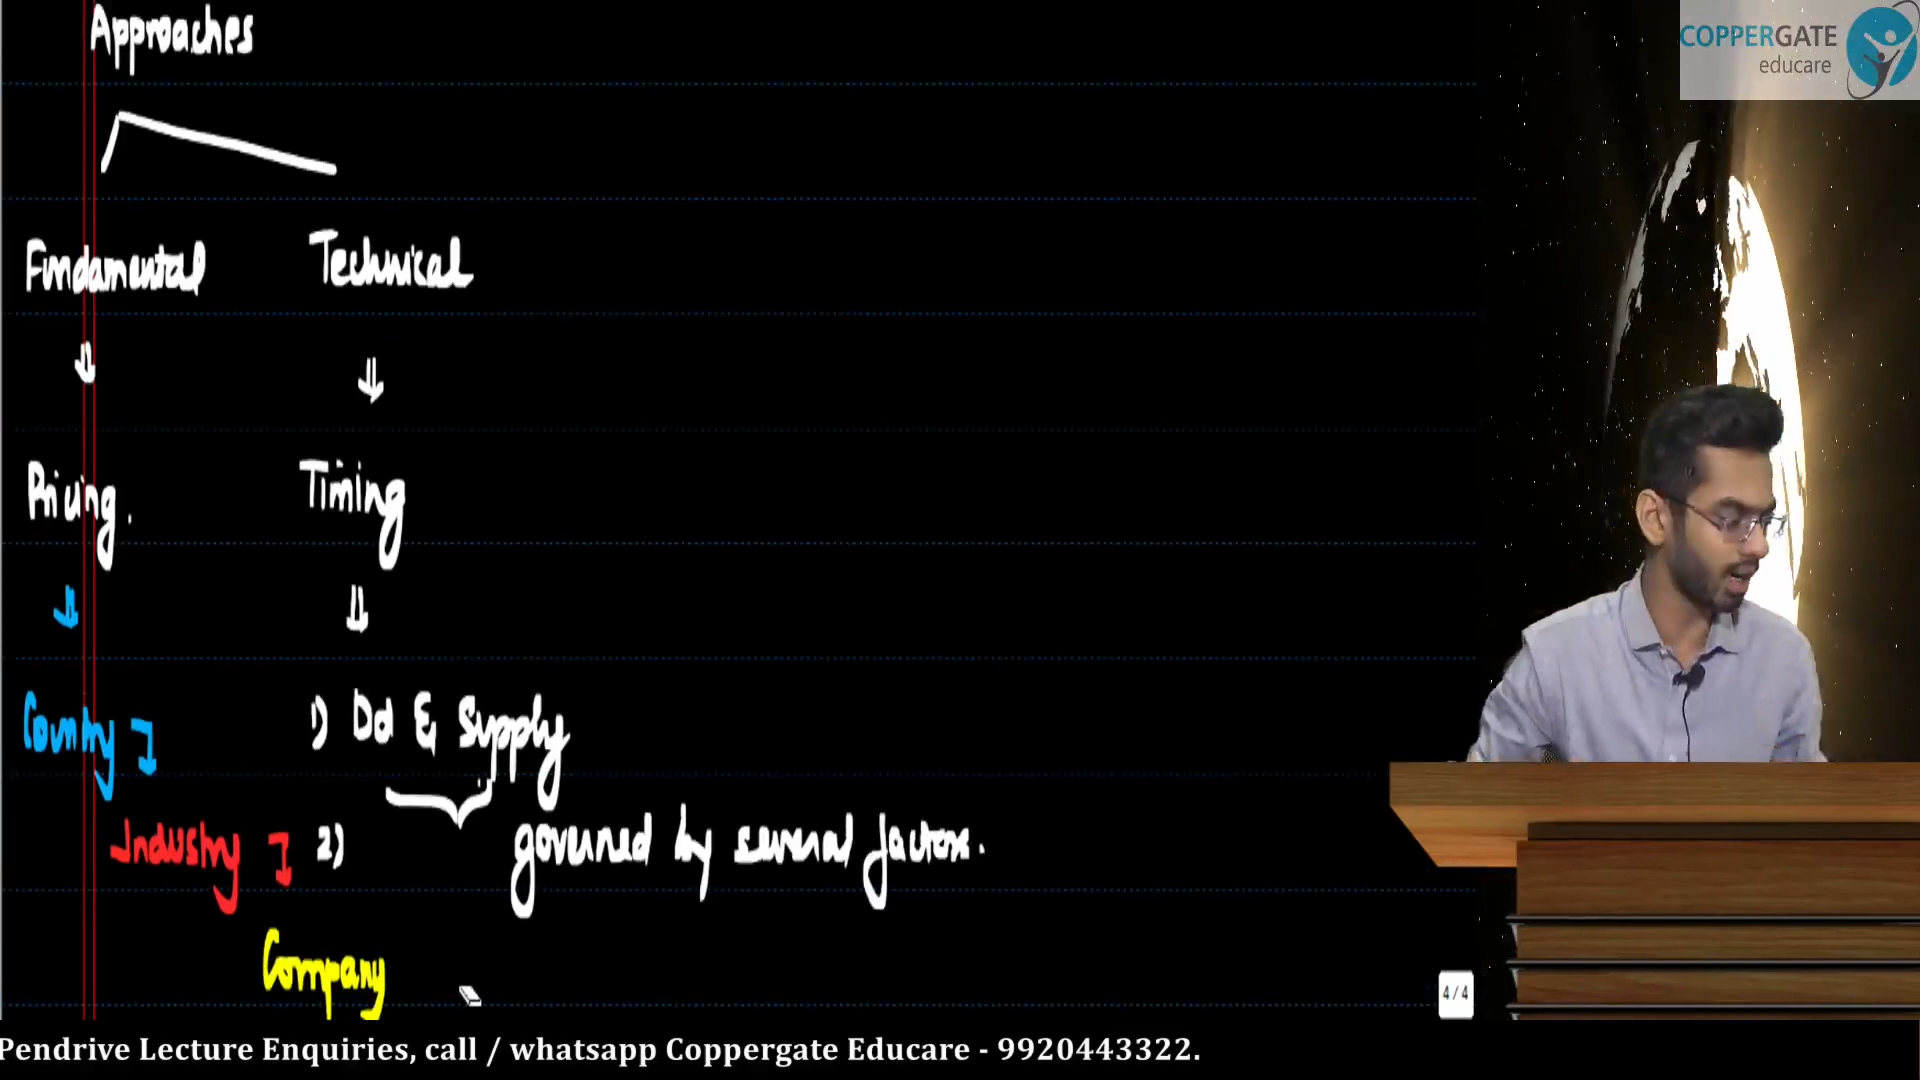 Approaches
COPPERGATE
educare
Fundamental Technical
Pricing. Timing
Country 1) Dd & Supply
Industry 2) governed by several factors.
Company
4/4
Pendrive Lecture Enquiries, call / whatsapp Coppergate Educare - 9920443322.